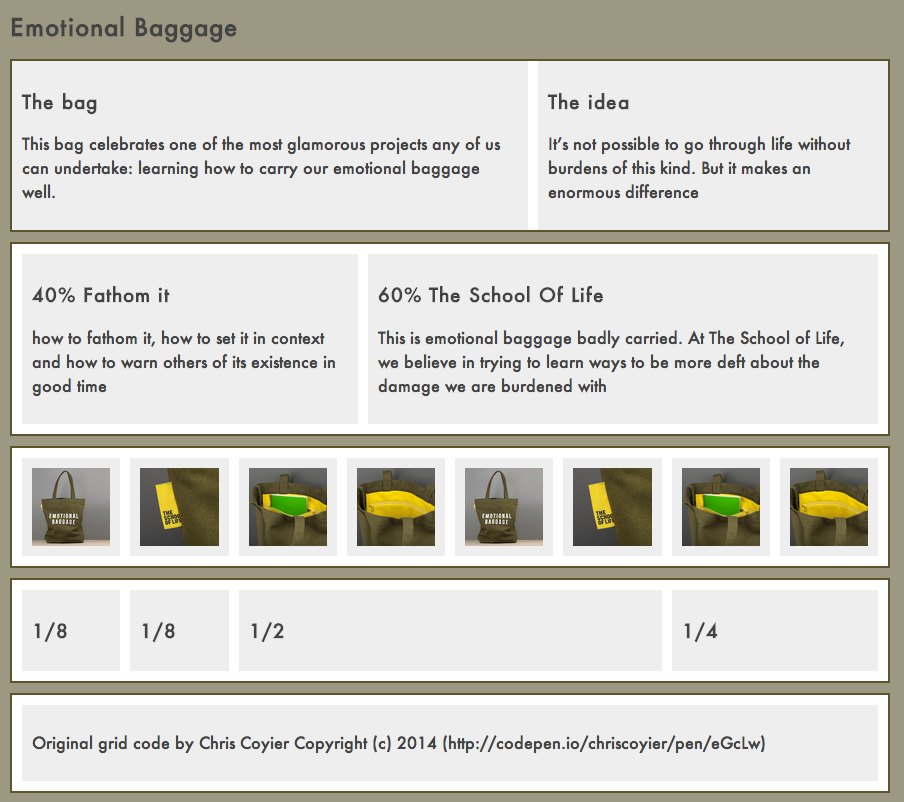 Emotional Baggage
The bag
This bag celebrates one of the most glamorous projects any of us
can undertake: learning how to carry our emotional baggage
well.
The idea
It’s not possible to go through life without
burdens of this kind. But it makes an
enormous difference
40% Fathom it
how to fathom it, how to set it in context
and how to warn others of its existence in
good time
60% The School Of Life
This is emotional baggage badly carried. At The School of Life,
we believe in trying to learn ways to be more deft about the
damage we are burdened with
EMOTIONAL
BAGGAGE
THE
SCHOOL
OF LIFE
EMOTIONAL
BAGGAGE
THE
SCHOOL
OF LIFE
1/8
1/8
1/2
1/4
Original grid code by Chris Coyier Copyright (c) 2014 (http://codepen.io/chriscoyier/pen/eGcLw)